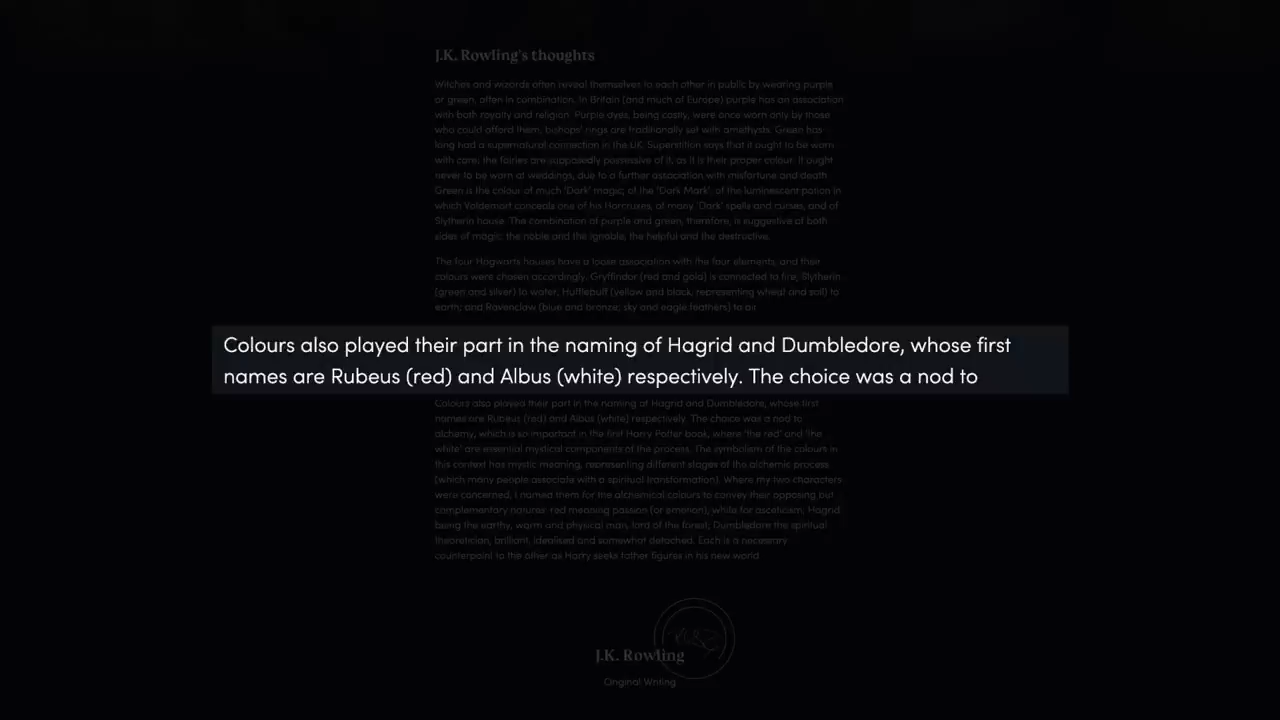 J.K. Rowling's thoughts
Witches and wizards often reveal themselves to each other in public by wearing purple
or green, often in combination. In Britain (and much of Europe) purple has an association
with both royalty and religion. Purple dyes, being costly, were once worn only by those
who could afford them; bishops' rings are traditionally set with amethysts. Green has
long had a supernatural connection in the UK. Superstition says that it ought to be worn
with care; the fairies are supposedly possessive of it, as it is their proper colour. It ought
never to be worn at weddings, due to a further association with misfortune and death.
Green is the colour of much 'Dark' magic; of the 'Dark Mark', of the luminescent potion in
which Voldemort conceals one of his Horcruxes, of many 'Dark' spells and curses, and of
Slytherin house. The combination of purple and green, therefore, is suggestive of both
sides of magic: the noble and the ignoble, the helpful and the destructive.
The four Hogwarts houses have a loose association with the four elements, and their
colours were chosen accordingly. Gryffindor (red and gold) is connected to fire; Slytherin
(green and silver) to water; Hufflepuff (yellow and black, representing wheat and soil) to
earth; and Ravenclaw (blue and bronze; sky and eagle feathers) to air.
Colours also played their part in the naming of Hagrid and Dumbledore, whose first
names are Rubeus (red) and Albus (white) respectively. The choice was a nod to
Colours also played their part in the naming of Hagrid and Dumbledore, whose first
names are Rubeus (red) and Albus (white) respectively. The choice was a nod to
alchemy, which is so important in the first Harry Potter book, where 'the red' and 'the
white' are essential mystical components of the process. The symbolism of the colours in
this context has mystic meaning, representing different stages of the alchemic process
(which many people associate with a spiritual transformation). Where my two characters
were concerned, I named them for the alchemical colours to convey their opposing but
complementary natures: red meaning passion (or emotion); white for asceticism; Hagrid
being the earthy, warm and physical man, lord of the forest; Dumbledore the spiritual
theoretician, brilliant, idealised and somewhat detached. Each is a necessary
counterpoint to the other as Harry seeks father figures in his new world.
J.K. Rowling
Original Writing